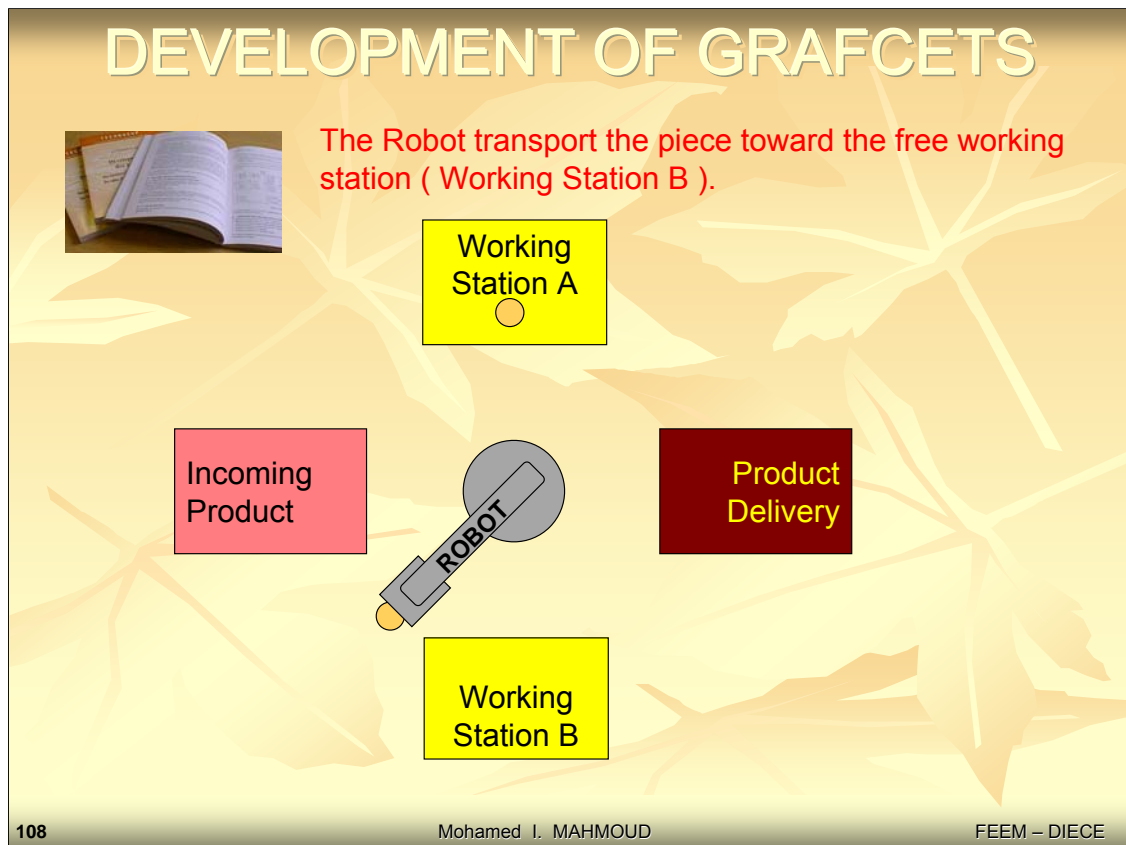 DEVELOPMENT OF GRAFCETS
The Robot transport the piece toward the free working
station ( Working Station B ).
Working
Station A
Incoming
Product
ROBOT
Product
Delivery
Working
Station B
108
Mohamed I. MAHMOUD
FEEM – DIECE